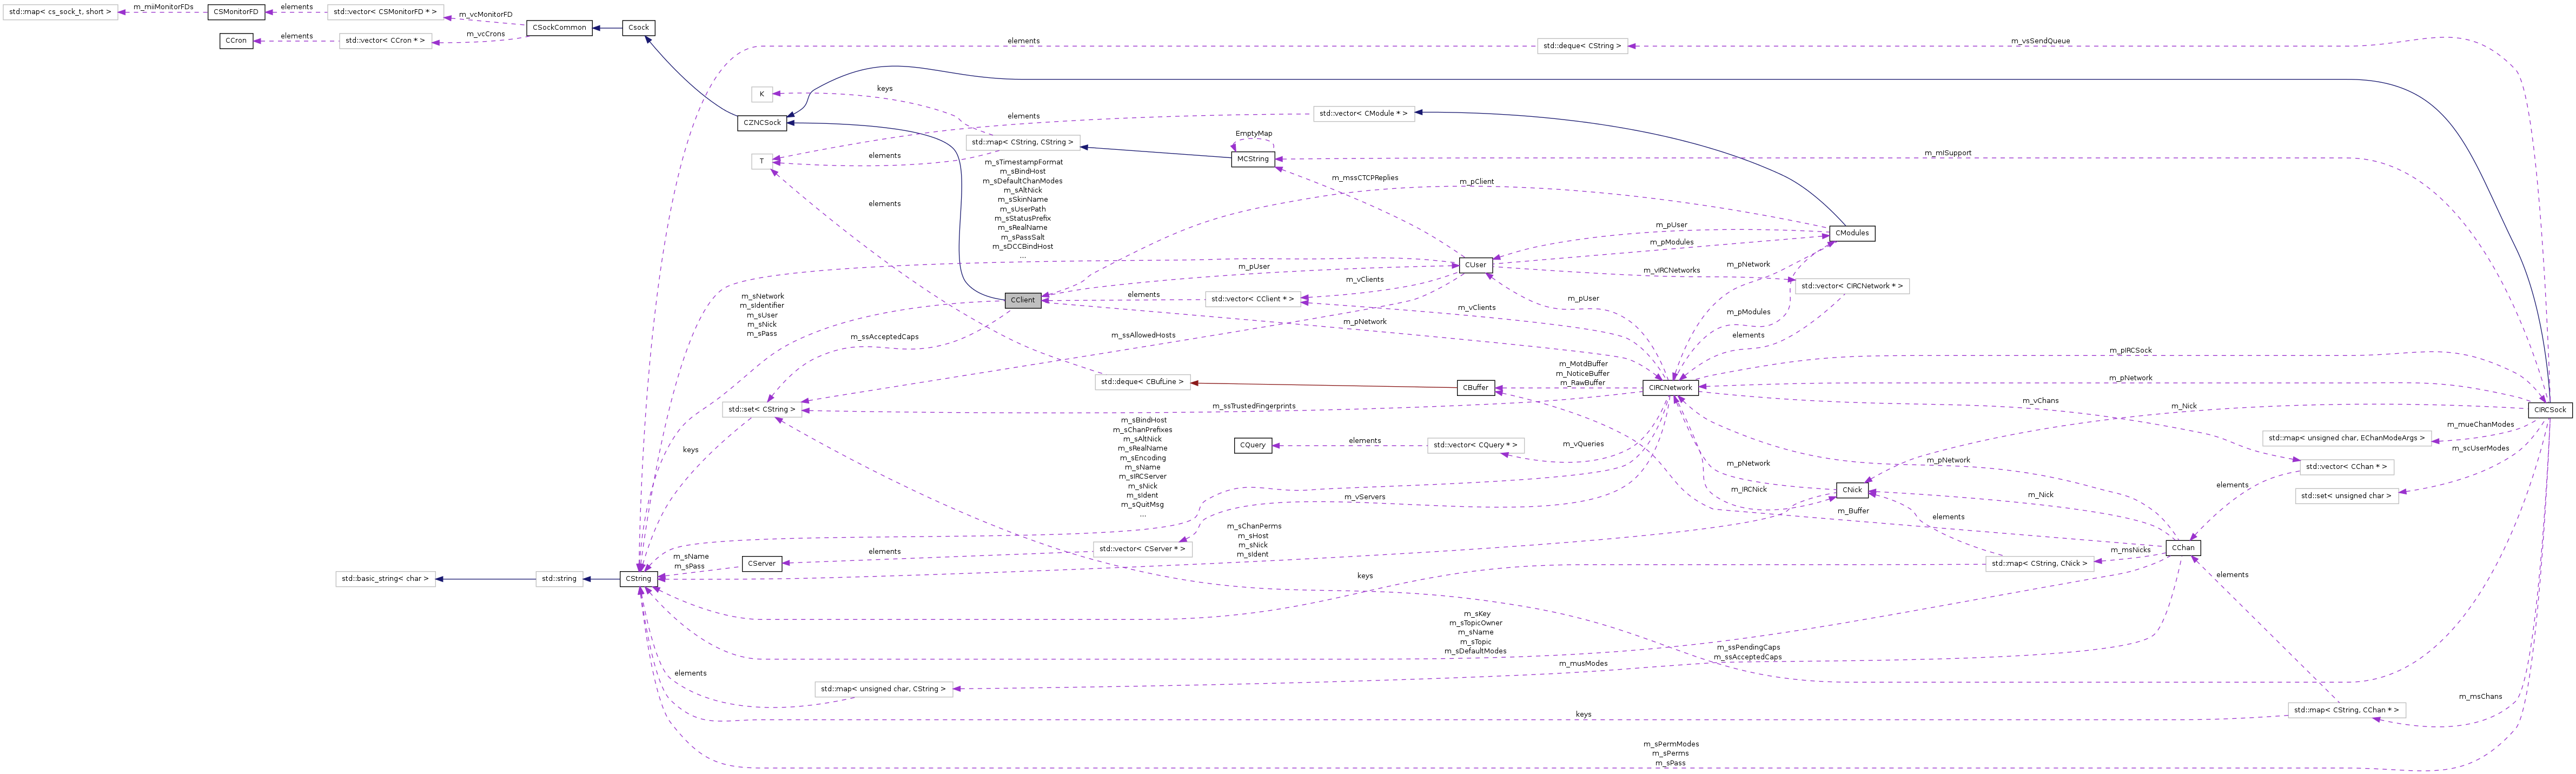 std::map< cs_sock_t, short >
m_miiMonitorFDs
CSMonitorFD
elements
std::vector< CSMonitorFD * >
m_vcMonitorFD
CSockCommon
Csock
CCron
elements
std::vector< CCron * >
m_vcCrons
elements
std::deque< CString >
m_vsSendQueue
K
keys
CZNCSock
elements
std::vector< CModule * >
T
elements
std::map< CString, CString >
EmptyMap
MCString
m_mISupport
m_sTimestampFormat
m_sBindHost
m_sDefaultChanModes
m_sAltNick
m_sSkinName
m_sUserPath
m_sStatusPrefix
m_sRealName
m_sPassSalt
m_sDCCBindHost
...
elements
m_mssCTCPReplies
m_pClient
m_pUser
m_pModules
CModules
m_pUser
CUser
m_vIRCNetworks
m_pNetwork
std::vector< CIRCNetwork * >
m_sNetwork
m_sIdentifier
m_sUser
m_sNick
m_sPass
CClient
elements
std::vector< CClient * >
m_vClients
m_vClients
m_pUser
m_pModules
elements
m_ssAcceptedCaps
m_ssAllowedHosts
m_pNetwork
m_pIRCSock
std::deque< CBufLine >
CBuffer
m_MotdBuffer
m_NoticeBuffer
m_RawBuffer
CIRCNetwork
m_pNetwork
m_vChans
m_Nick
CIRCSock
std::set< CString >
m_ssTrustedFingerprints
keys
m_sBindHost
m_sChanPrefixes
m_sAltNick
m_sRealName
m_sEncoding
m_sName
m_sIRCServer
m_sNick
m_sIdent
m_sQuitMsg
...
CQuery
elements
std::vector< CQuery * >
m_vQueries
m_mueChanModes
std::map< unsigned char, EChanModeArgs >
m_scUserModes
std::vector< CChan * >
std::set< unsigned char >
elements
m_pNetwork
m_pNetwork
m_IRCNick
CNick
m_Nick
m_vServers
m_Buffer
elements
m_sChanPerms
m_sHost
m_sNick
m_sIdent
std::vector< CServer * >
elements
CServer
m_sName
m_sPass
CChan
m_msNicks
std::map< CString, CNick >
std::basic_string< char >
std::string
CString
keys
elements
m_sKey
m_sTopicOwner
m_sName
m_sTopic
m_sDefaultModes
m_ssPendingCaps
m_ssAcceptedCaps
m_musModes
elements
std::map< unsigned char, CString >
m_msChans
std::map< CString, CChan * >
keys
m_sPermModes
m_sPerms
m_sPass